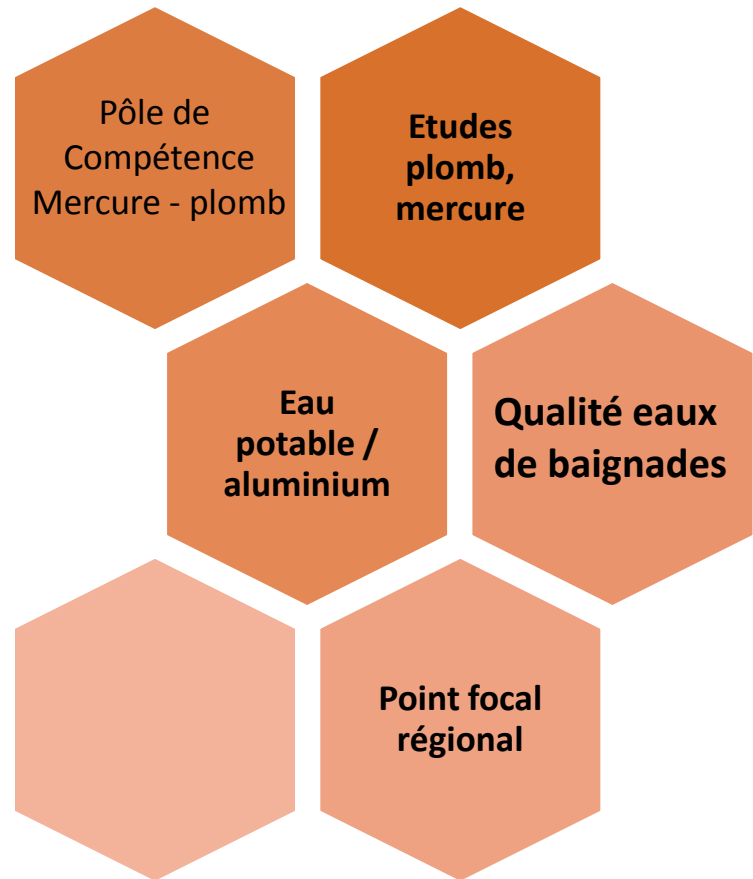 Pôle de
Compétence
Mercure - plomb
Etudes
plomb,
mercure
Eau
potable /
aluminium
Qualité eaux
de baignades
Point focal
régional